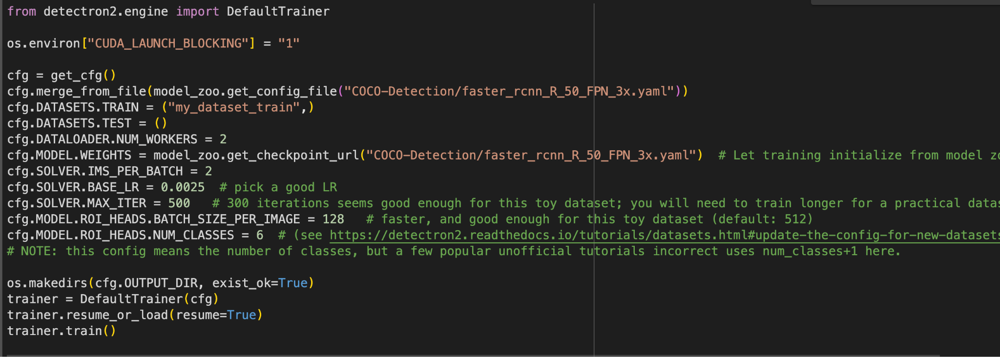 from detectron2.engine import DefaultTrainer
os.environ["CUDA_LAUNCH_BLOCKING"] = "1"
cfg = get_cfg()
cfg.merge_from_file(model_zoo.get_config_file("COCO-Detection/faster_rcnn_R_50_FPN_3x.yaml"))
cfg.DATASETS.TRAIN = ("my_dataset_train",)
cfg.DATASETS.TEST = ()
cfg.DATALOADER.NUM_WORKERS = 2
cfg.MODEL.WEIGHTS = model_zoo.get_checkpoint_url("COCO-Detection/faster_rcnn_R_50_FPN_3x.yaml")  # Let training initialize from model
cfg.SOLVER.IMS_PER_BATCH = 2
cfg.SOLVER.BASE_LR = 0.0025  # pick a good LR
cfg.SOLVER.MAX_ITER = 500   # 300 iterations seems good enough for this toy dataset; you will need to train longer for a practical
cfg.MODEL.ROI_HEADS.BATCH_SIZE_PER_IMAGE = 128   # faster, and good enough for this toy dataset (default: 512)
cfg.MODEL.ROI_HEADS.NUM_CLASSES = 6  # (see https://detectron2.readthedocs.io/tutorials/datasets.html#update-the-config-for-new-datasets
# NOTE: this config means the number of classes, but a few popular unofficial tutorials incorrect uses num_classes+1 here.
os.makedirs(cfg.OUTPUT_DIR, exist_ok=True)
trainer = DefaultTrainer(cfg)
trainer.resume_or_load(resume=True)
trainer.train()